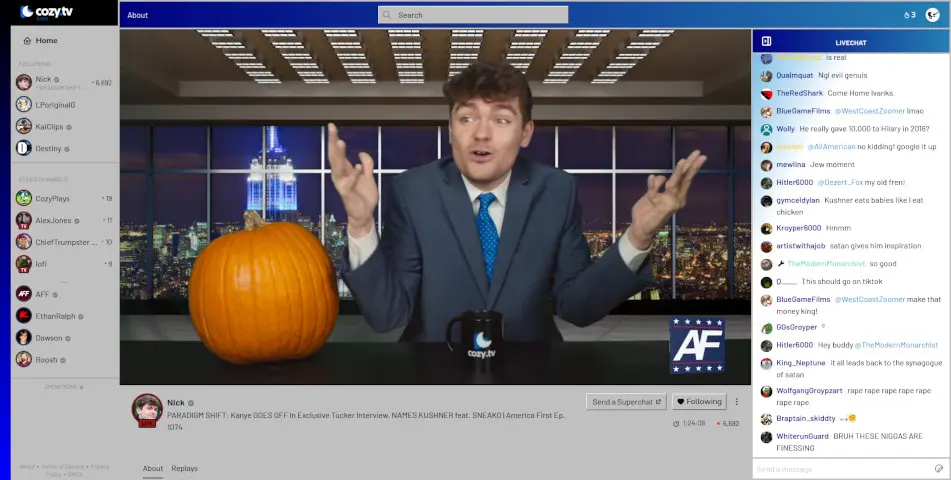 cozy.tv
beta
About
Search
3
Home
FOLLOWING
Nick
6,692
PARADIGM SHIFT:
LPor1ginalG
KaiClips
Destiny
OTHER CHANNELS
CozyPlays
19
AlexJones
11
ChiefTrumpster ...
10
lofi
9
AFF
EthanRalph
Dawson
Roosh
SHOW MORE
About • Terms of Service • Privacy
Policy • DMCA
cozy.tv
AF
LIVE
Nick
PARADIGM SHIFT: Kanye GOES OFF In Exclusive Tucker Interview, NAMES KUSHNER feat. SNEAKO | America First Ep.
1074
Send a Superchat
Following
1:24:08
6,692
About
Replays
LIVECHAT
is real
Qualmquat Ngl evil genuis
TheRedShark Come Home Ivanka.
BlueGameFilms @WestCoastZoomer lmao
Wolly He really gave 10,000 to Hilary in 2016?
@AllAmerican no kidding! google it up
mewlina Jew moment
Hitler6000 @Dezert_Fox my old fren!
gymceldylan Kushner eats babies like I eat
chicken
Kroyper6000 Hmmm
artistwithajob satan gives him inspiration
TheModernMonarchist so good
This should go on tiktok
BlueGameFilms @WestCoastZoomer make that
money king!
GGsGroyper
Hitler6000 Hey buddy @TheModernMonarchist
King_Neptune it all leads back to the synagogue
of satan
WolfgangGroypzart rape rape rape rape rape
rape rape
Braptain_skiddty 👀🫡
WhiterunGuard BRUH THESE NIGGAS ARE
FINESSING
Send a message